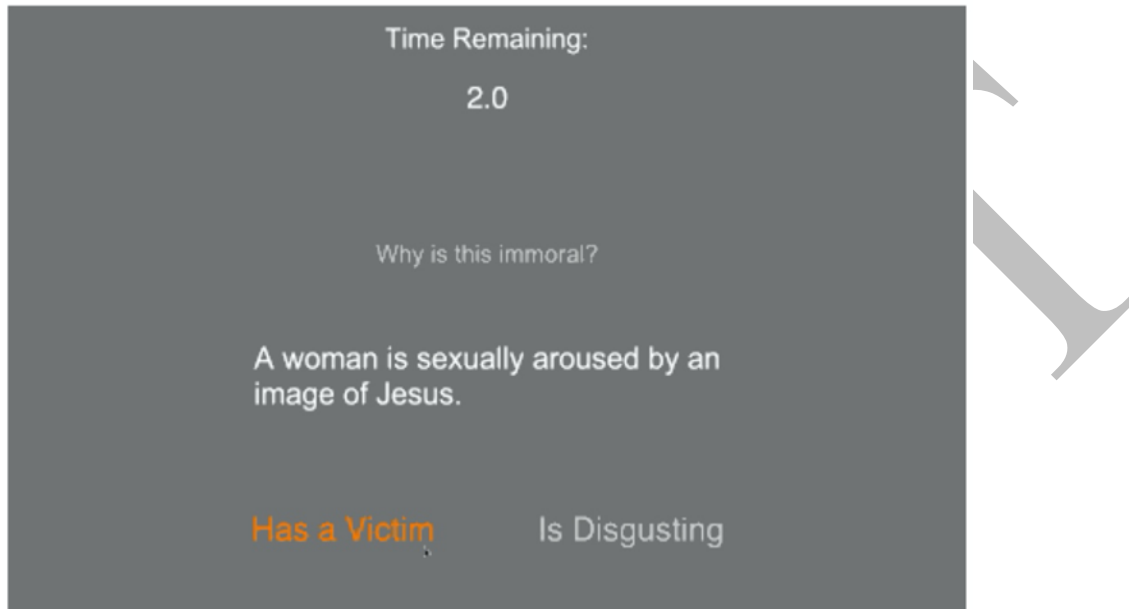 Time Remaining:
2.0
Why is this immoral?
A woman is sexually aroused by an
image of Jesus.
Has a Victim
Is Disgusting